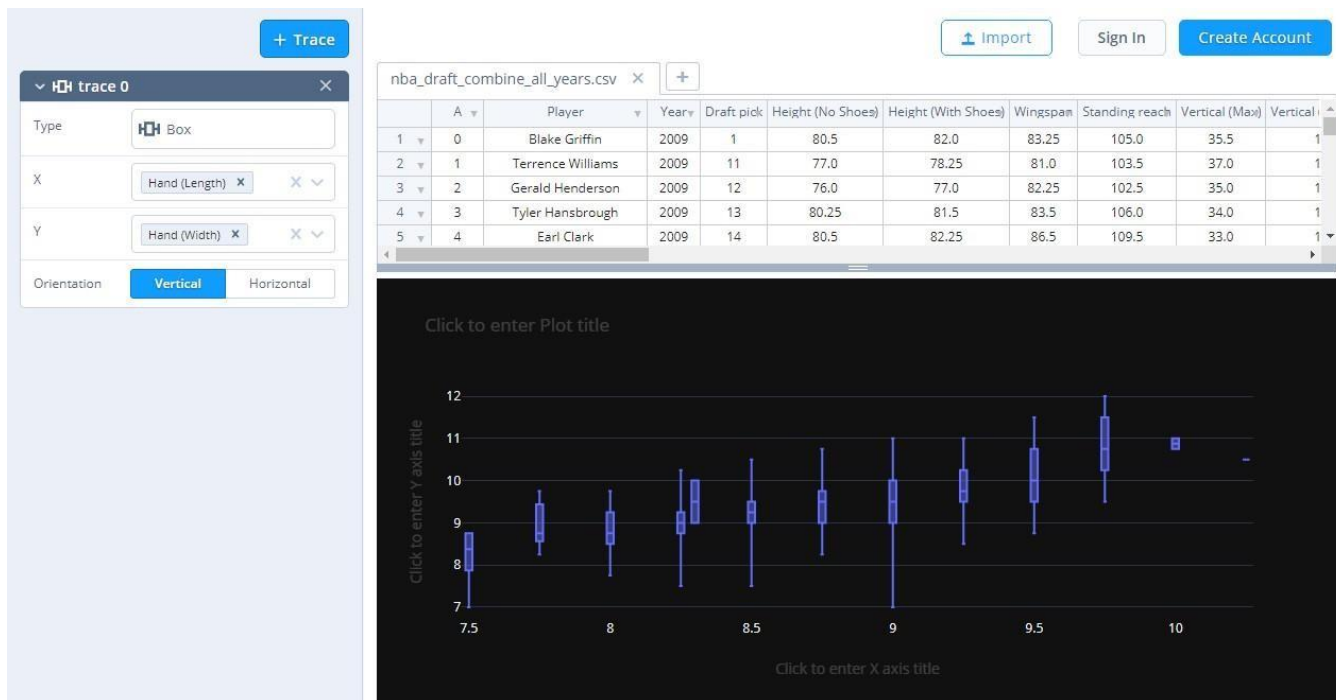 + Trace
Import
Sign In
Create Account
trace 0
Type
Box
X
Hand (Length)
Y
Hand (Width)
Orientation
Vertical
Horizontal
nba_draft_combine_all_years.csv
+
A Player Year Draft pick Height (No Shoes) Height (With Shoes) Wingspan Standing reach Vertical (Max) Vertical
1 0 Blake Griffin 2009 1 80.5 82.0 83.25 105.0 35.5 1
2 1 Terrence Williams 2009 11 77.0 78.25 81.0 103.5 37.0 1
3 2 Gerald Henderson 2009 12 76.0 77.0 82.25 102.5 35.0 1
4 3 Tyler Hansbrough 2009 13 80.25 81.5 83.5 106.0 34.0 1
5 4 Earl Clark 2009 14 80.5 82.25 86.5 109.5 33.0 1
Click to enter Plot title
Click to enter Y axis title
12
11
10
9
8
7
7.5 8 8.5 9 9.5 10
Click to enter X axis title